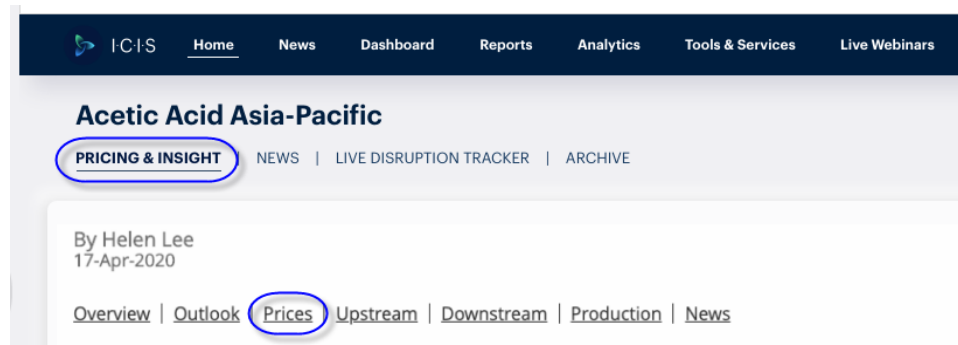 I·C·I·S Home News Dashboard Reports Analytics Tools & Services Live Webinars
Acetic Acid Asia-Pacific
PRICING & INSIGHT | NEWS | LIVE DISRUPTION TRACKER | ARCHIVE
By Helen Lee
17-Apr-2020
Overview | Outlook | Prices | Upstream | Downstream | Production | News